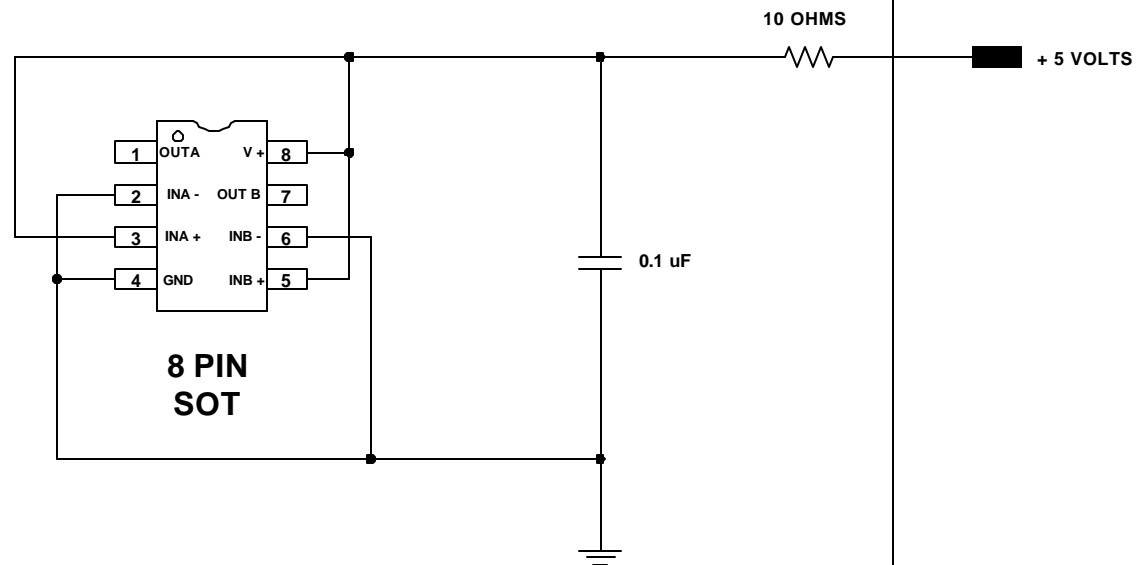 10 OHMS
+ 5 VOLTS
1 OUTA V + 8
2 INA - OUT B 7
3 INA + INB - 6
4 GND INB + 5
0.1 uF
8 PIN
SOT